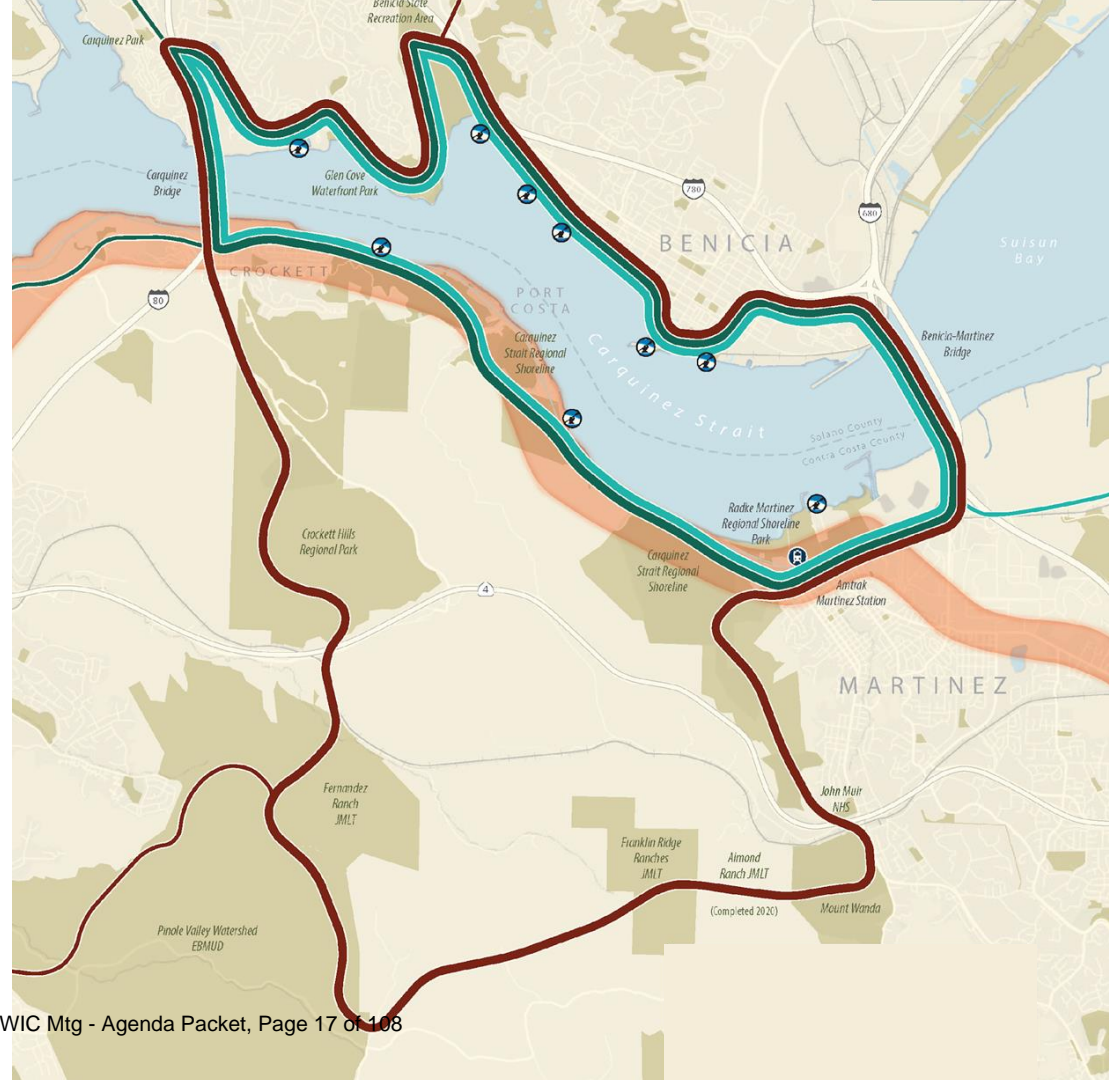 Benicia State
Recreation Area
Carquinez Park
Carquinez
Bridge
Glen Cove
Waterfront Park
780
680
BENICIA
Suisun
Bay
CROCKETT
80
PORT
COSTA
Carquinez
Strait Regional
Shoreline
Carquinez Strait
Benicia-Martinez
Bridge
Solano County
Contra Costa County
Radke Martinez
Regional Shoreline
Park
Crockett Hills
Regional Park
Carquinez
Strait Regional
Shoreline
4
Amtrak
Martinez Station
MARTINEZ
Fernandez
Ranch
JMLT
John Muir
NHS
Franklin Ridge
Ranches
JMLT
Almond
Ranch JMLT
(Completed 2020)
Mount Wanda
Pinole Valley Watershed
EBMUD
WIC Mtg - Agenda Packet, Page 17 of 108